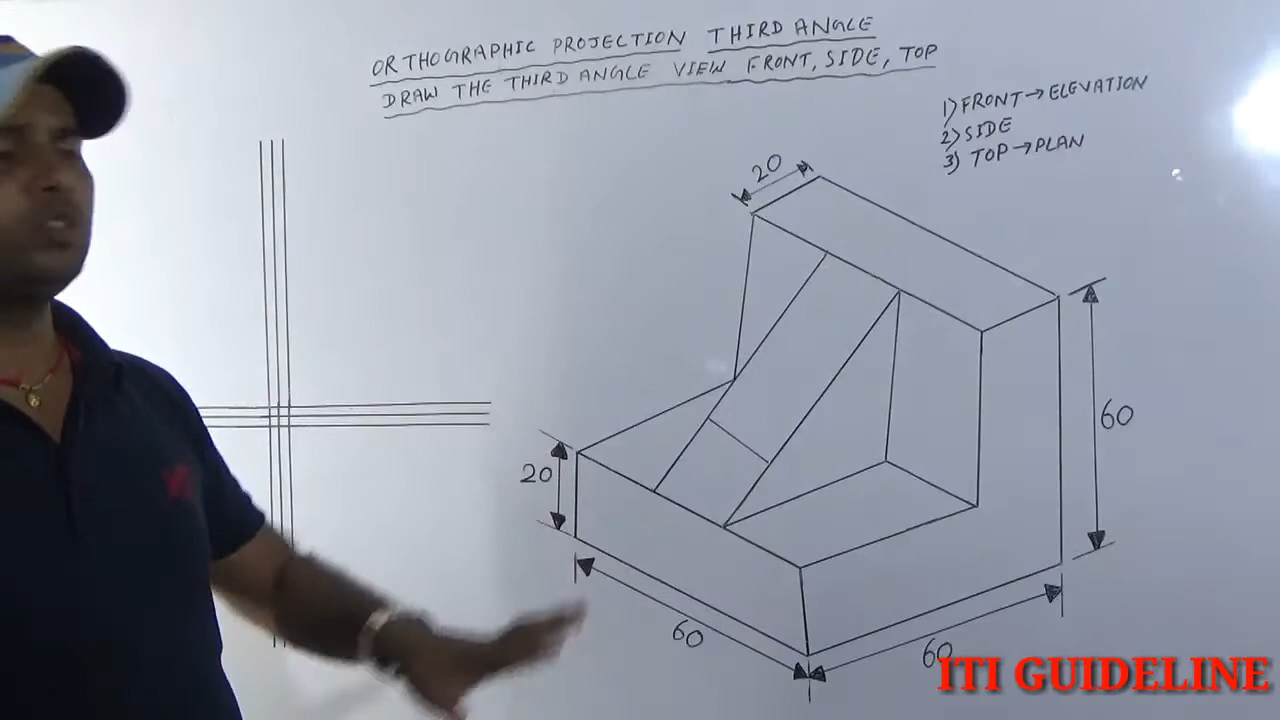 ORTHOGRAPHIC PROJECTION THIRD ANGLE
DRAW THE THIRD ANGLE VIEW FRONT, SIDE, TOP
1) FRONT → ELEVATION
2) SIDE
3) TOP → PLAN
20
60
20
60
60
ITI GUIDELINE